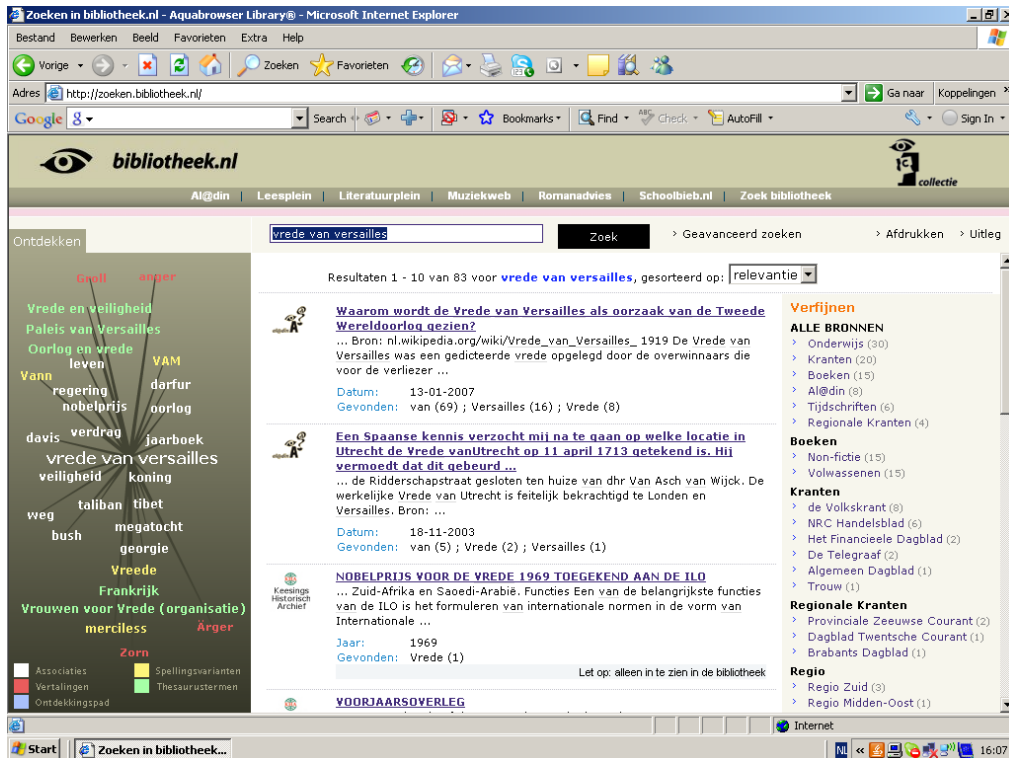 Zoeken in bibliotheek.nl - Aquabrowser Library® - Microsoft Internet Explorer
Bestand Bewerken Beeld Favorieten Extra Help
Vorige Zoeken Favorieten
Adres http://zoeken.bibliotheek.nl/ Ga naar Koppelingen »
Google Search Bookmarks Find ABC Check AutoFill Sign In
bibliotheek.nl
collectie
Al@din | Leesplein | Literatuurplein | Muziekweb | Romanadvies | Schoolbieb.nl | Zoek bibliotheek
Ontdekken
vrede van versailles Zoek > Geavanceerd zoeken > Afdrukken > Uitleg
Groll anger
Vrede en veiligheid
Paleis van Versailles
Oorlog en vrede
leven VAM
Vann
regering darfur
nobelprijs oorlog
davis verdrag jaarboek
vrede van versailles
veiligheid koning
taliban tibet
weg megatocht
bush
georgie
Vreede
Frankrijk
Vrouwen voor Vrede (organisatie)
merciless Ärger
Zorn
Associaties Spellingsvarianten
Vertalingen Thesaurustermen
Ontdekkingspad
Resultaten 1 - 10 van 83 voor vrede van versailles, gesorteerd op: relevantie
Waarom wordt de Vrede van Versailles als oorzaak van de Tweede
Wereldoorlog gezien?
... Bron: nl.wikipedia.org/wiki/Vrede_van_Versailles_ 1919 De Vrede van
Versailles was een gedicteerde vrede opgelegd door de overwinnaars die
voor de verliezer ...
Datum: 13-01-2007
Gevonden: van (69) ; Versailles (16) ; Vrede (8)
Een Spaanse kennis verzocht mij na te gaan op welke locatie in
Utrecht de Vrede vanUtrecht op 11 april 1713 getekend is. Hij
vermoedt dat dit gebeurd ...
... de Ridderschapstraat gesloten ten huize van dhr Van Asch van Wijck. De
werkelijke Vrede van Utrecht is feitelijk bekrachtigd te Londen en
Versailles. Bron: ...
Datum: 18-11-2003
Gevonden: van (5) ; Vrede (2) ; Versailles (1)
Keesings
Historisch
Archief
NOBELPRIJS VOOR DE VREDE 1969 TOEGEKEND AAN DE ILO
... Zuid-Afrika en Saoedi-Arabië. Functies Een van de belangrijkste functies
van de ILO is het formuleren van internationale normen in de vorm van
Internationale ...
Jaar: 1969
Gevonden: Vrede (1)
Let op: alleen in te zien in de bibliotheek
VOORJAARSOVERLEG
Verfijnen
ALLE BRONNEN
> Onderwijs (30)
> Kranten (20)
> Boeken (15)
> Al@din (8)
> Tijdschriften (6)
> Regionale Kranten (4)
Boeken
> Non-fictie (15)
> Volwassenen (15)
Kranten
> de Volkskrant (8)
> NRC Handelsblad (6)
> Het Financieele Dagblad (2)
> De Telegraaf (2)
> Algemeen Dagblad (1)
> Trouw (1)
Regionale Kranten
> Provinciale Zeeuwse Courant (2)
> Dagblad Twentsche Courant (1)
> Brabants Dagblad (1)
Regio
> Regio Zuid (3)
> Regio Midden-Oost (1)
Internet
Start Zoeken in bibliotheek... NL « 16:07